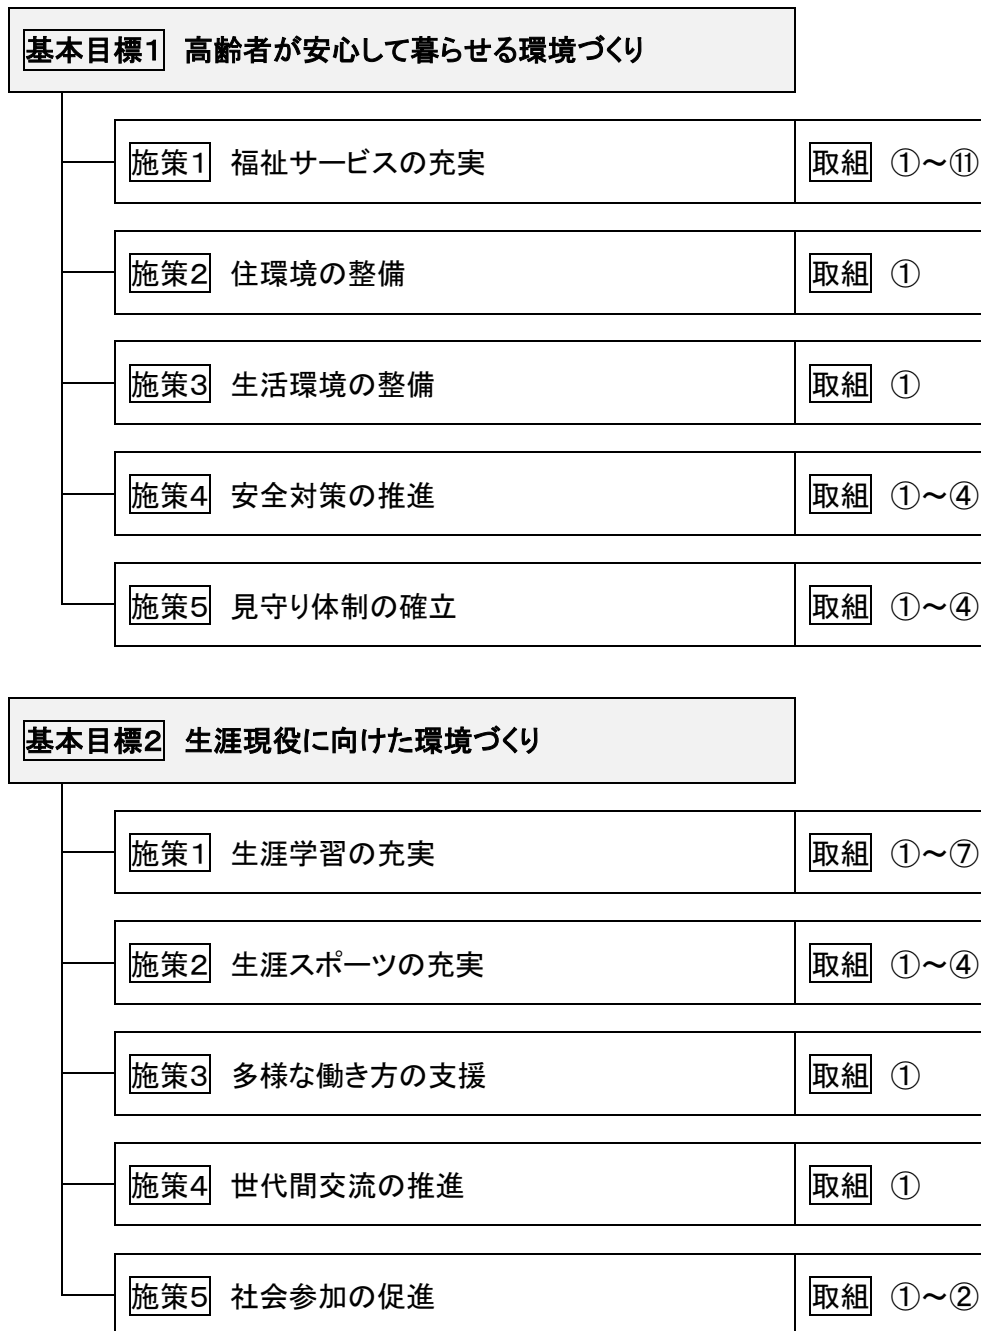 基本目標1 高齢者が安心して暮らせる環境づくり
施策1 福祉サービスの充実 取組 ①～⑪
施策2 住環境の整備 取組 ①
施策3 生活環境の整備 取組 ①
施策4 安全対策の推進 取組 ①～④
施策5 見守り体制の確立 取組 ①～④
基本目標2 生涯現役に向けた環境づくり
施策1 生涯学習の充実 取組 ①～⑦
施策2 生涯スポーツの充実 取組 ①～④
施策3 多様な働き方の支援 取組 ①
施策4 世代間交流の推進 取組 ①
施策5 社会参加の促進 取組 ①～②